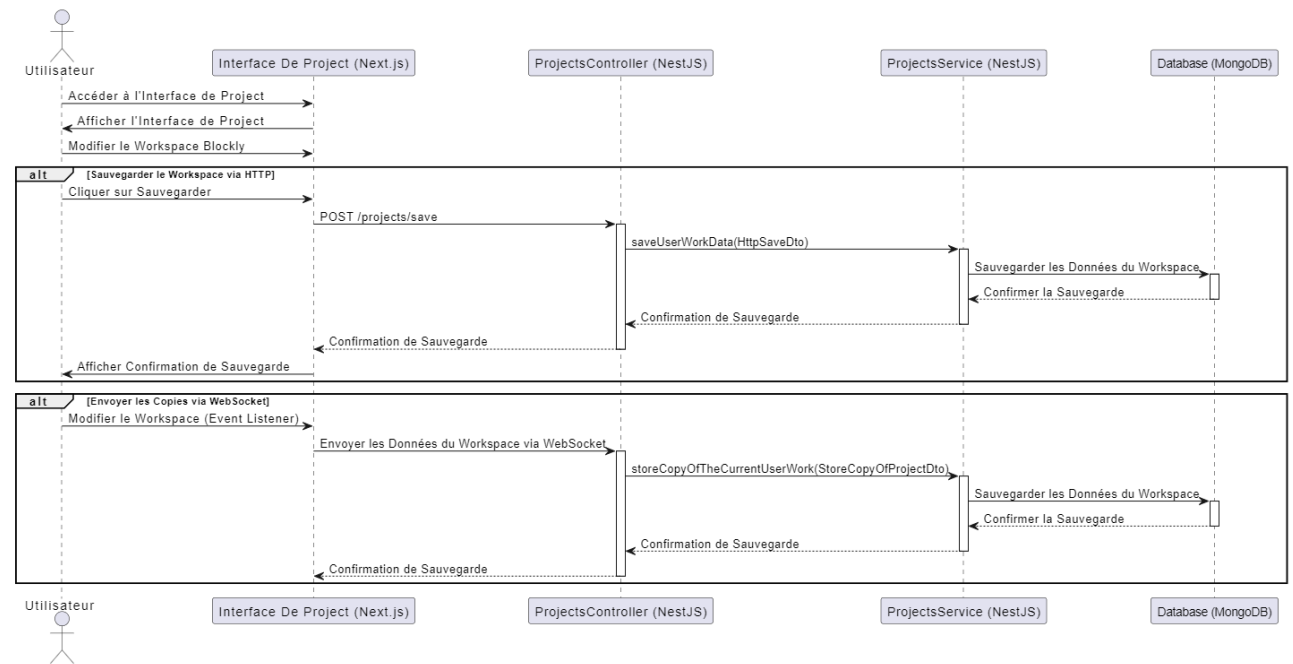 Utilisateur
Interface De Project (Next.js)
ProjectsController (NestJS)
ProjectsService (NestJS)
Database (MongoDB)
Accéder à l'Interface de Project
Afficher l'Interface de Project
Modifier le Workspace Blockly
alt [Sauvegarder le Workspace via HTTP]
Cliquer sur Sauvegarder
POST /projects/save
saveUserWorkData(HttpSaveDto)
Sauvegarder les Données du Workspace
Confirmer la Sauvegarde
Confirmation de Sauvegarde
Confirmation de Sauvegarde
Afficher Confirmation de Sauvegarde
alt [Envoyer les Copies via WebSocket]
Modifier le Workspace (Event Listener)
Envoyer les Données du Workspace via WebSocket
storeCopyOfTheCurrentUserWork(StoreCopyOfProjectDto)
Sauvegarder les Données du Workspace
Confirmer la Sauvegarde
Confirmation de Sauvegarde
Confirmation de Sauvegarde
Utilisateur
Interface De Project (Next.js)
ProjectsController (NestJS)
ProjectsService (NestJS)
Database (MongoDB)